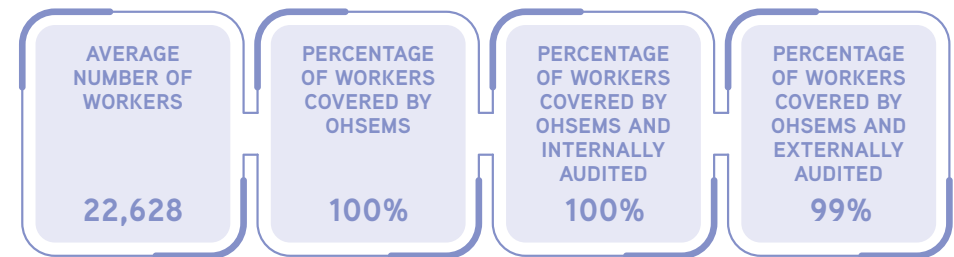 AVERAGE
NUMBER OF
WORKERS
22,628
PERCENTAGE
OF WORKERS
COVERED BY
OHSEMS
100%
PERCENTAGE
OF WORKERS
COVERED BY
OHSEMS AND
INTERNALLY
AUDITED
100%
PERCENTAGE
OF WORKERS
COVERED BY
OHSEMS AND
EXTERNALLY
AUDITED
99%